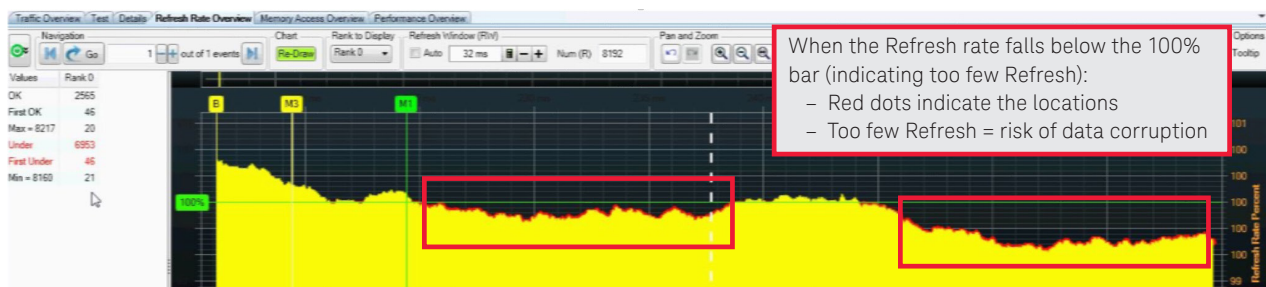 Traffic Overview Test Details Refresh Rate Overview Memory Access Overview Performance Overview
Navigation Chart Rank to Display Refresh Window (RW) Pan and Zoom Options
Go 1 out of 1 events Re-Draw Rank 0 Auto 32 ms Num (R) 8192 Tooltip
When the Refresh rate falls below the 100%
bar (indicating too few Refresh):
– Red dots indicate the locations
– Too few Refresh = risk of data corruption
Values Rank 0
OK 2565
First OK 46
Max = 8217 20
Under 6953
First Under 46
Min = 8160 21
B M3 M1
100%
101
100
100
100
100
100
99
Refresh Rate Percent